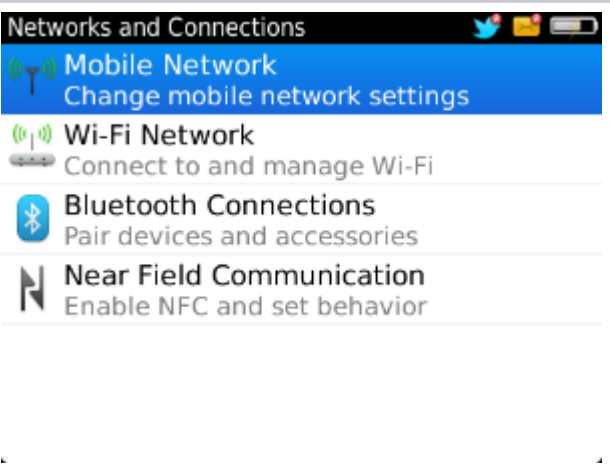 Networks and Connections
Mobile Network
Change mobile network settings
Wi-Fi Network
Connect to and manage Wi-Fi
Bluetooth Connections
Pair devices and accessories
Near Field Communication
Enable NFC and set behavior